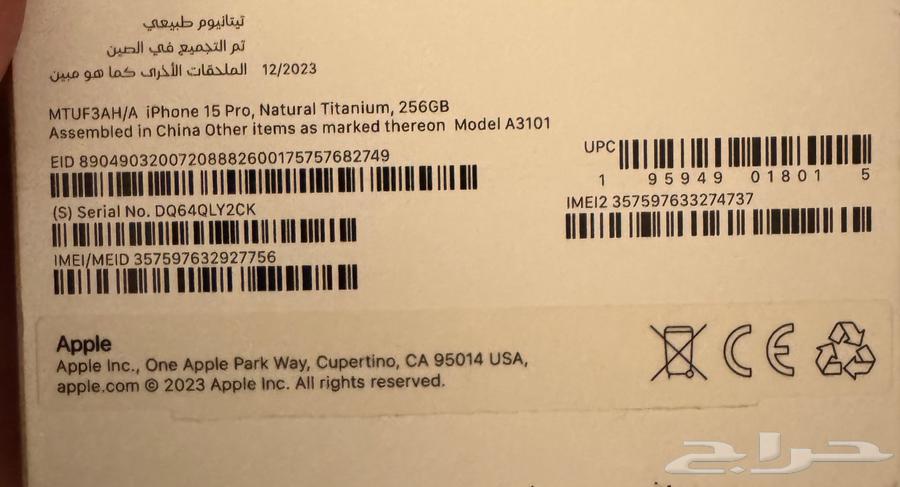 تيتانيوم طبيعي
تم التجميع في الصين
الملحقات الأخرى كما هو مبين 12/2023
MTUF3AH/A iPhone 15 Pro, Natural Titanium, 256GB
Assembled in China Other items as marked thereon Model A3101
EID 89049032007208882600175757682749
UPC
1 95949 01801 5
(S) Serial No. DQ64QLY2CK
IMEI2 357597633274737
IMEI/MEID 357597632927756
Apple
Apple Inc., One Apple Park Way, Cupertino, CA 95014 USA,
apple.com © 2023 Apple Inc. All rights reserved.
CE
حراج